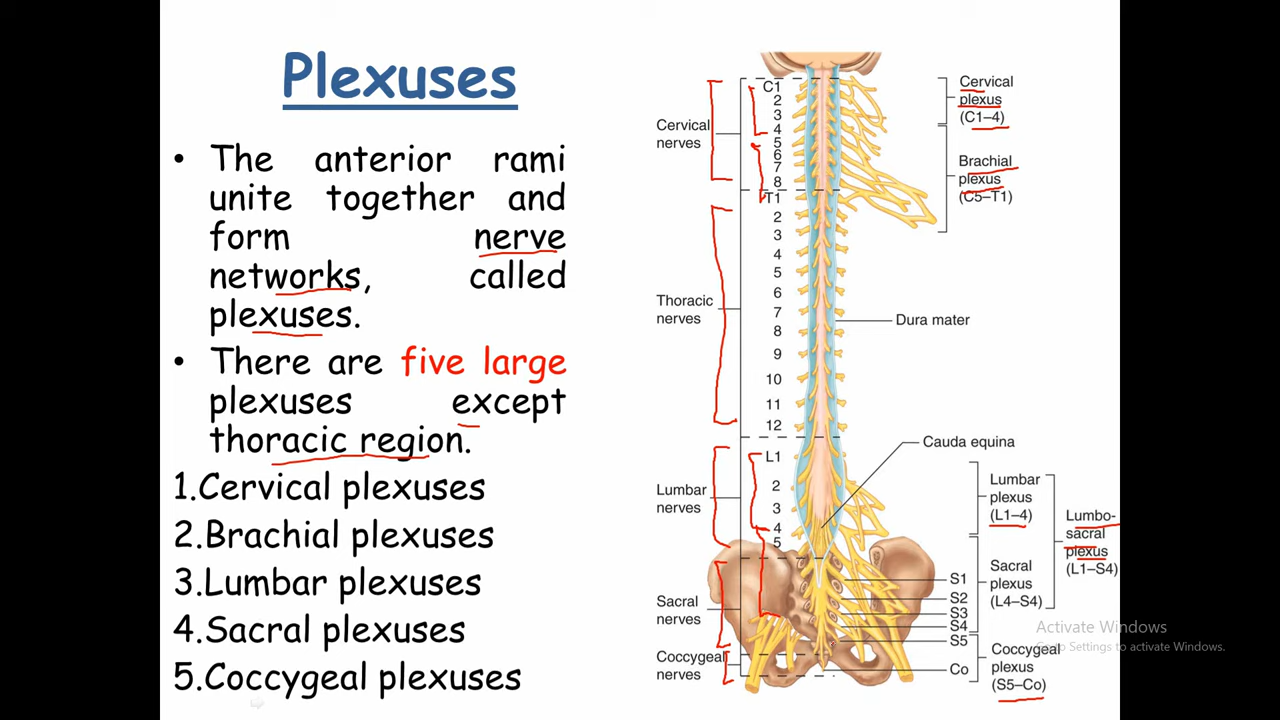 Plexuses
• The anterior rami
unite together and
form nerve
networks, called
plexuses.
• There are five large
plexuses except
thoracic region.
1.Cervical plexuses
2.Brachial plexuses
3.Lumbar plexuses
4.Sacral plexuses
5.Coccygeal plexuses
Cervical
nerves
Thoracic
nerves
Lumbar
nerves
Sacral
nerves
Coccygeal
nerves
C1
2
3
4
5
6
7
8
T1
2
3
4
5
6
7
8
9
10
11
12
L1
2
3
4
5
Cervical
plexus
(C1–4)
Brachial
plexus
(C5–T1)
Dura mater
Cauda equina
Lumbar
plexus
(L1–4)
Lumbo-
sacral
plexus
(L1–S4)
Sacral
plexus
(L4–S4)
S1
S2
S3
S4
S5
Co
Coccygeal
plexus
(S5–Co)
Activate Windows
Go to Settings to activate Windows.